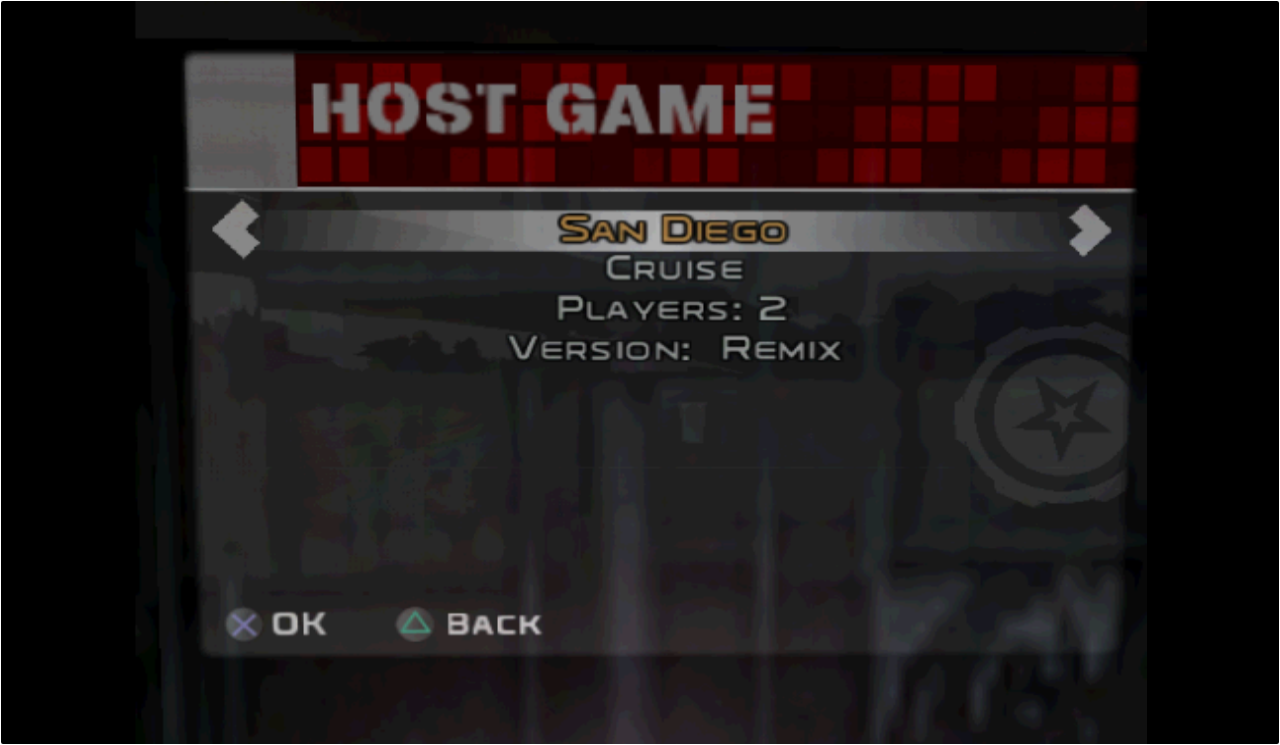 HOST GAME
SAN DIEGO
CRUISE
PLAYERS: 2
VERSION: REMIX
OK
BACK